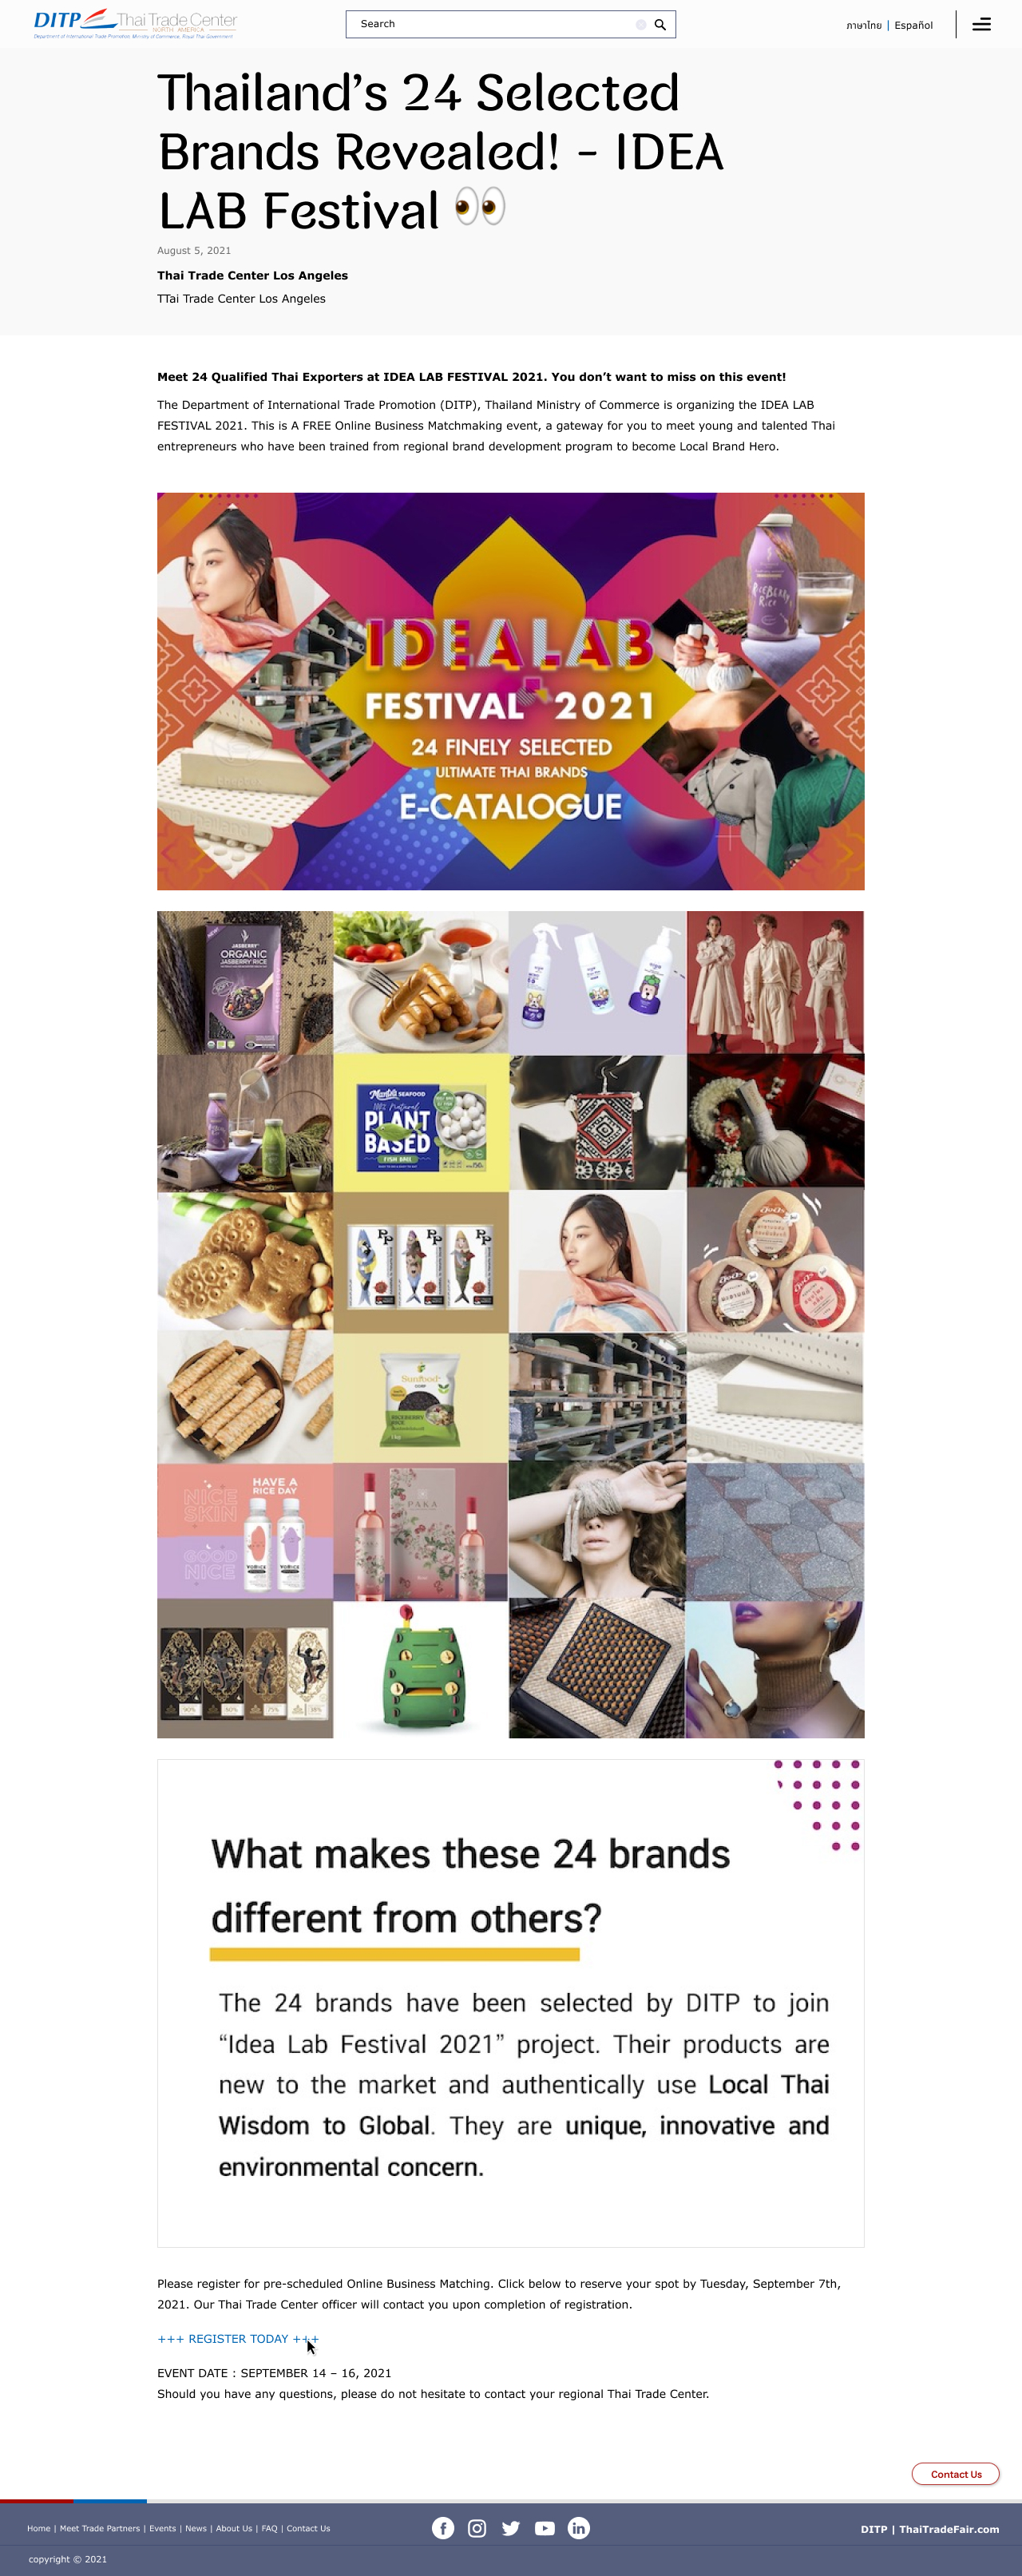 DITP Thai Trade Center
NORTH AMERICA
Department of International Trade Promotion, Ministry of Commerce, Royal Thai Government
Search
ภาษาไทย | Español
Thailand’s 24 Selected
Brands Revealed! – IDEA
LAB Festival 👀
August 5, 2021
Thai Trade Center Los Angeles
TTai Trade Center Los Angeles
Meet 24 Qualified Thai Exporters at IDEA LAB FESTIVAL 2021. You don’t want to miss on this event!
The Department of International Trade Promotion (DITP), Thailand Ministry of Commerce is organizing the IDEA LAB
FESTIVAL 2021. This is A FREE Online Business Matchmaking event, a gateway for you to meet young and talented Thai
entrepreneurs who have been trained from regional brand development program to become Local Brand Hero.
RICEBERRY
RICE
IDEALAB
FESTIVAL 2021
24 FINELY SELECTED
ULTIMATE THAI BRANDS
E-CATALOGUE
JASBERRY
ORGANIC
JASBERRY RICE
Mantra SEAFOOD
100% Natural
PLANT
BASED
FISH BALL
PP PP PP
Sunfood
RICEBERRY
RICE
HAVE A
RICE DAY
NICE
SKIN
GOOD
NICE
PAKA
90% 60% 75%
What makes these 24 brands
different from others?
The 24 brands have been selected by DITP to join
“Idea Lab Festival 2021” project. Their products are
new to the market and authentically use Local Thai
Wisdom to Global. They are unique, innovative and
environmental concern.
Please register for pre-scheduled Online Business Matching. Click below to reserve your spot by Tuesday, September 7th,
2021. Our Thai Trade Center officer will contact you upon completion of registration.
+++ REGISTER TODAY +++
EVENT DATE : SEPTEMBER 14 – 16, 2021
Should you have any questions, please do not hesitate to contact your regional Thai Trade Center.
Contact Us
Home | Meet Trade Partners | Events | News | About Us | FAQ | Contact Us
DITP | ThaiTradeFair.com
copyright © 2021